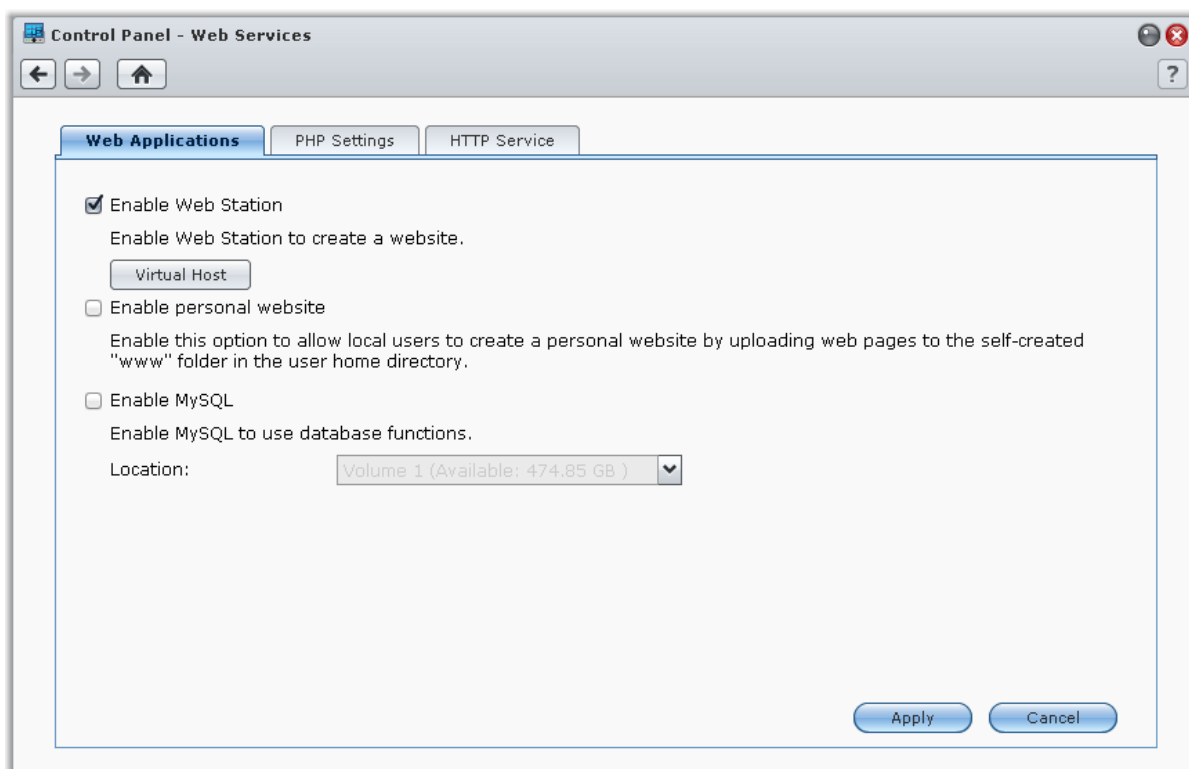 Control Panel - Web Services
?
Web Applications PHP Settings HTTP Service
Enable Web Station
Enable Web Station to create a website.
Virtual Host
Enable personal website
Enable this option to allow local users to create a personal website by uploading web pages to the self-created
"www" folder in the user home directory.
Enable MySQL
Enable MySQL to use database functions.
Location: Volume 1 (Available: 474.85 GB )
Apply Cancel